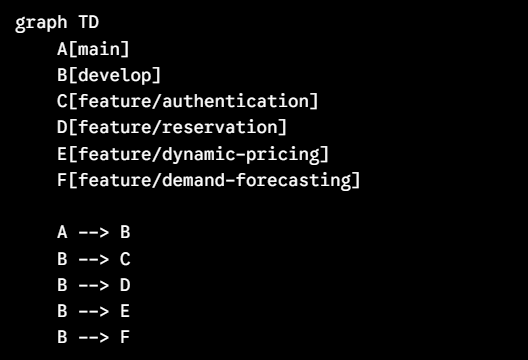 graph TD
    A[main]
    B[develop]
    C[feature/authentication]
    D[feature/reservation]
    E[feature/dynamic-pricing]
    F[feature/demand-forecasting]

    A --> B
    B --> C
    B --> D
    B --> E
    B --> F